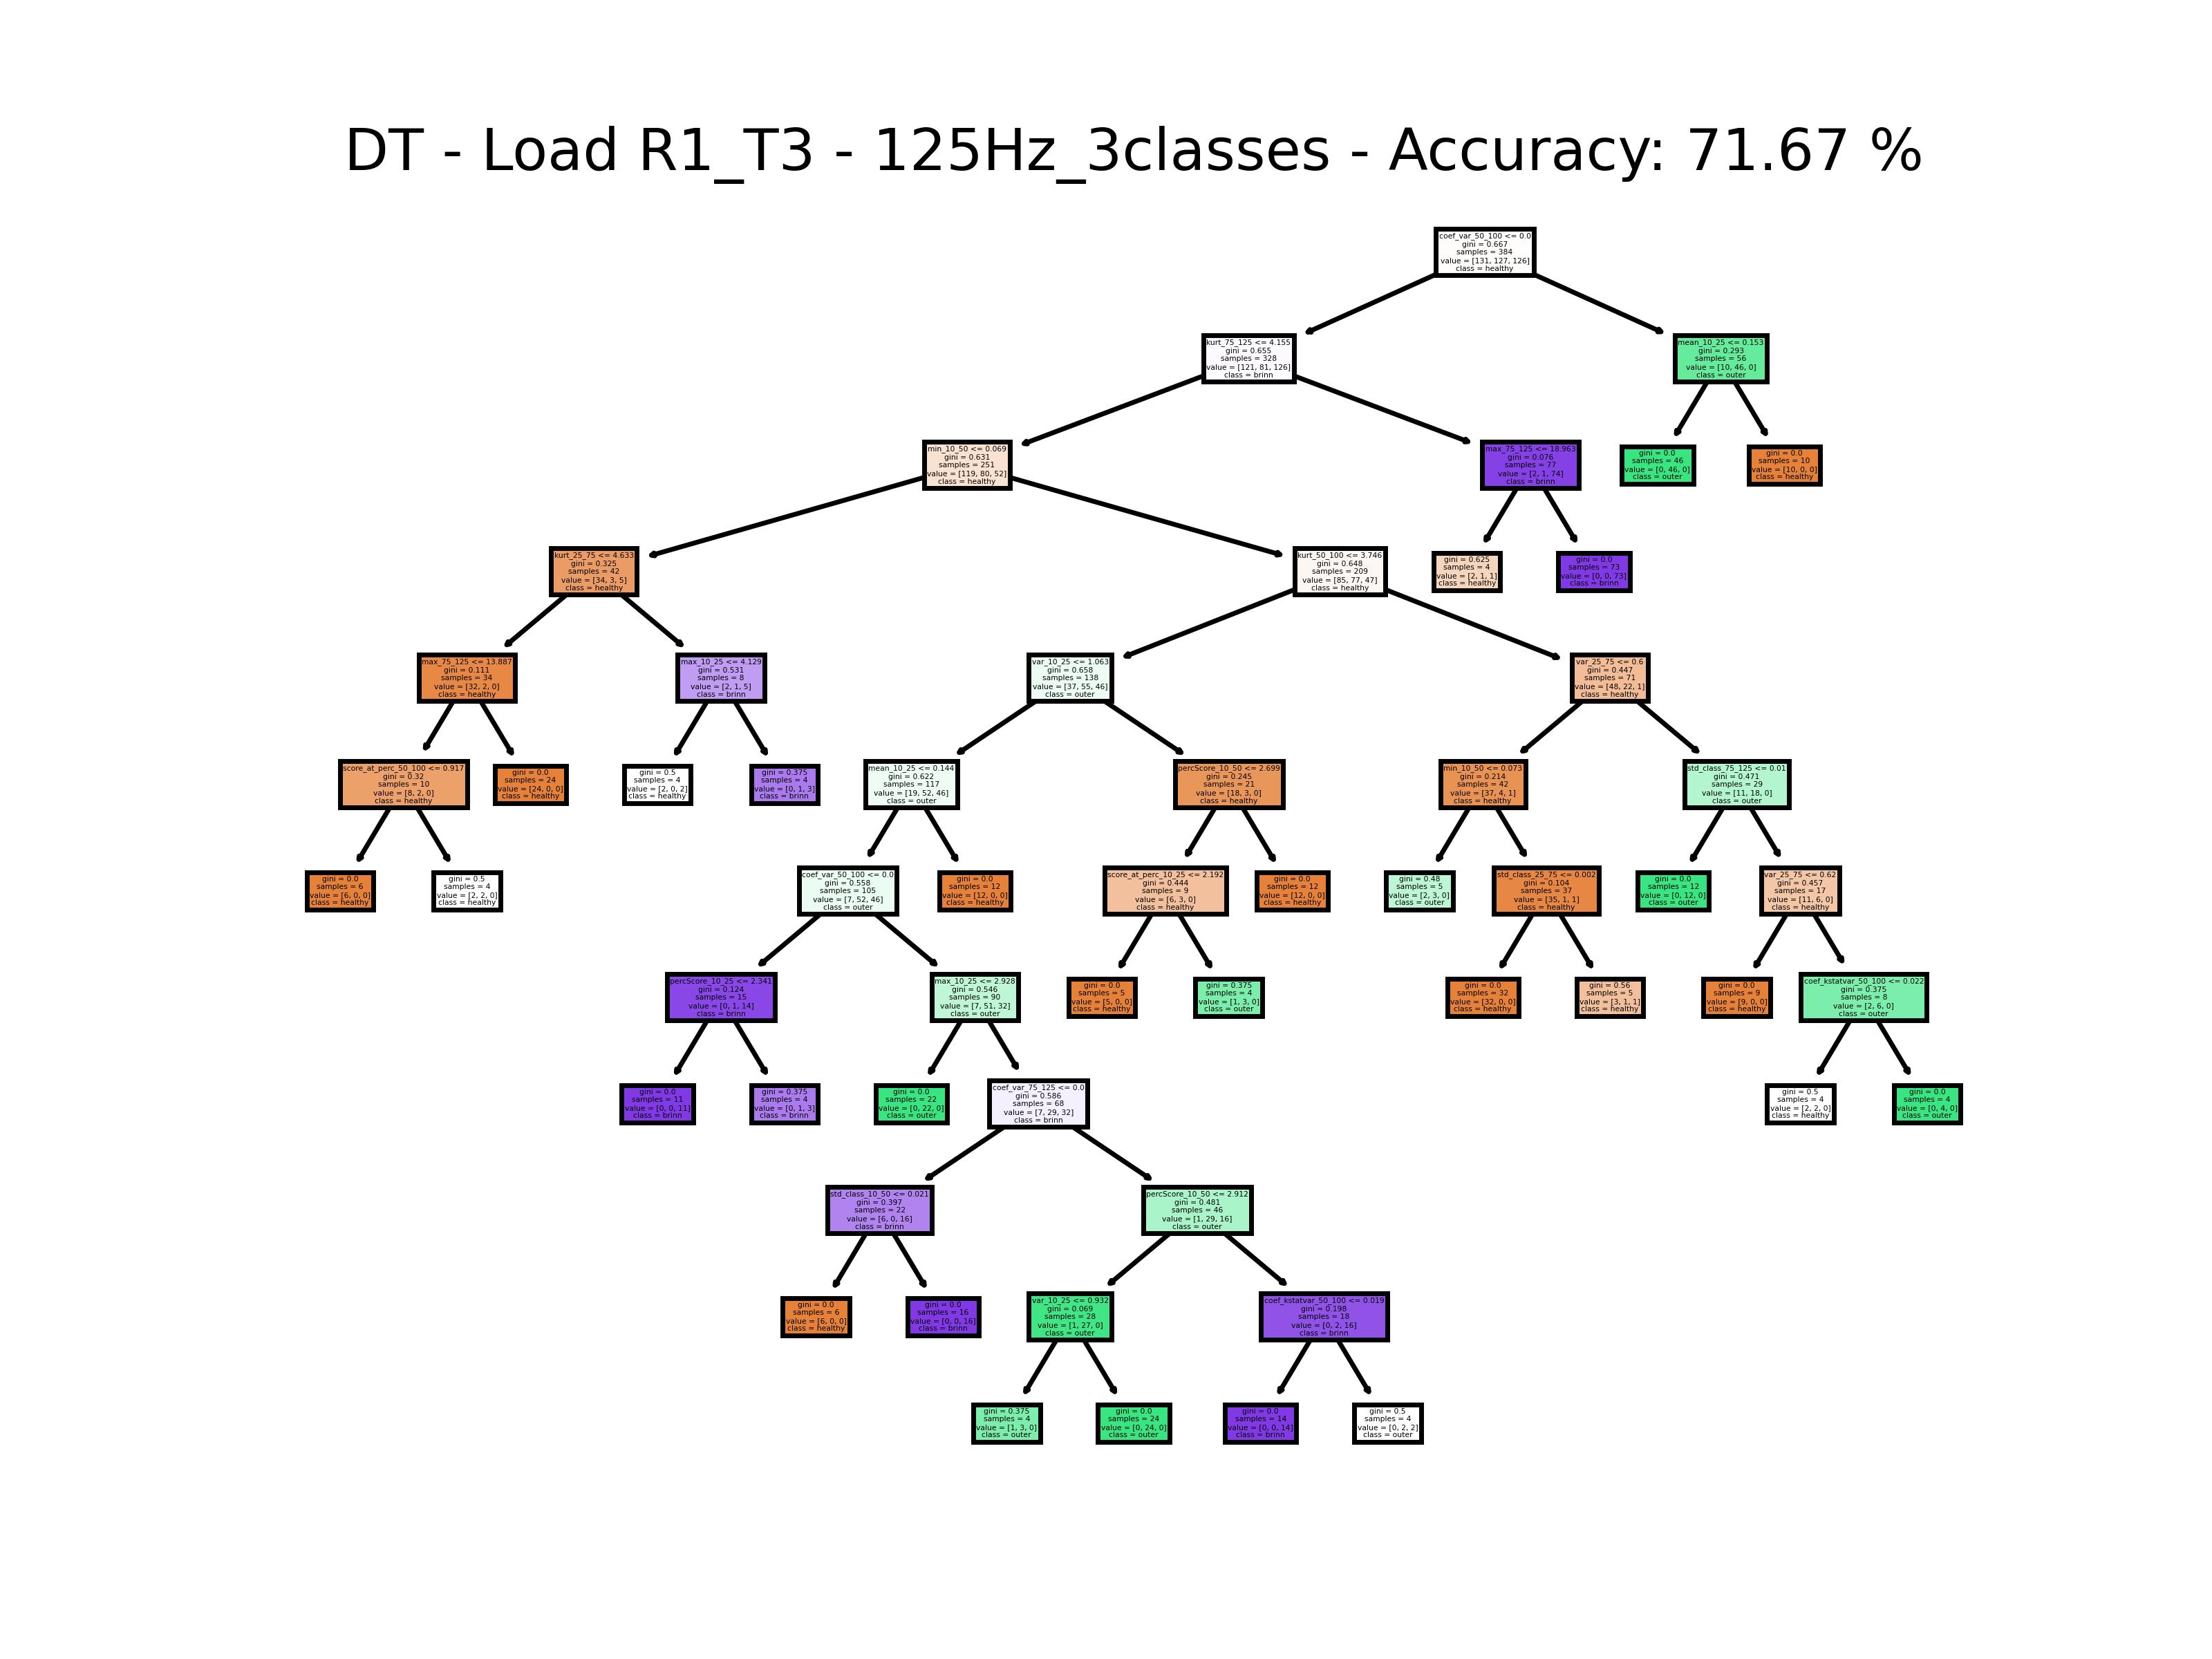 DT - Load R1_T3 - 125Hz_3classes - Accuracy: 71.67 %
coef_var_50_100 <= 0.0
gini = 0.667
samples = 384
value = [131, 127, 126]
class = healthy
kurt_75_125 <= 4.155
gini = 0.655
samples = 328
value = [121, 81, 126]
class = brinn
mean_10_25 <= 0.153
gini = 0.293
samples = 56
value = [10, 46, 0]
class = outer
min_10_50 <= 0.069
gini = 0.631
samples = 251
value = [119, 80, 52]
class = healthy
max_75_125 <= 18.963
gini = 0.076
samples = 77
value = [2, 1, 74]
class = brinn
gini = 0.0
samples = 46
value = [0, 46, 0]
class = outer
gini = 0.0
samples = 10
value = [10, 0, 0]
class = healthy
kurt_25_75 <= 4.633
gini = 0.325
samples = 42
value = [34, 3, 5]
class = healthy
kurt_50_100 <= 3.746
gini = 0.648
samples = 209
value = [85, 77, 47]
class = healthy
gini = 0.625
samples = 4
value = [2, 1, 1]
class = healthy
gini = 0.0
samples = 73
value = [0, 0, 73]
class = brinn
max_75_125 <= 13.887
gini = 0.111
samples = 34
value = [32, 2, 0]
class = healthy
max_10_25 <= 4.129
gini = 0.531
samples = 8
value = [2, 1, 5]
class = brinn
var_10_25 <= 1.063
gini = 0.658
samples = 138
value = [37, 55, 46]
class = outer
var_25_75 <= 0.6
gini = 0.447
samples = 71
value = [48, 22, 1]
class = healthy
score_at_perc_50_100 <= 0.917
gini = 0.32
samples = 10
value = [8, 2, 0]
class = healthy
gini = 0.0
samples = 24
value = [24, 0, 0]
class = healthy
gini = 0.5
samples = 4
value = [2, 0, 2]
class = healthy
gini = 0.375
samples = 4
value = [0, 1, 3]
class = brinn
mean_10_25 <= 0.144
gini = 0.622
samples = 117
value = [19, 52, 46]
class = outer
percScore_10_50 <= 2.699
gini = 0.245
samples = 21
value = [18, 3, 0]
class = healthy
min_10_50 <= 0.073
gini = 0.214
samples = 42
value = [37, 4, 1]
class = healthy
std_class_75_125 <= 0.01
gini = 0.471
samples = 29
value = [11, 18, 0]
class = outer
gini = 0.0
samples = 6
value = [6, 0, 0]
class = healthy
gini = 0.5
samples = 4
value = [2, 2, 0]
class = healthy
coef_var_50_100 <= 0.0
gini = 0.558
samples = 105
value = [7, 52, 46]
class = outer
gini = 0.0
samples = 12
value = [12, 0, 0]
class = healthy
score_at_perc_10_25 <= 2.192
gini = 0.444
samples = 9
value = [6, 3, 0]
class = healthy
gini = 0.0
samples = 12
value = [12, 0, 0]
class = healthy
gini = 0.48
samples = 5
value = [2, 3, 0]
class = outer
std_class_25_75 <= 0.002
gini = 0.104
samples = 37
value = [35, 1, 1]
class = healthy
gini = 0.0
samples = 12
value = [0, 12, 0]
class = outer
var_25_75 <= 0.62
gini = 0.457
samples = 17
value = [11, 6, 0]
class = healthy
percScore_10_25 <= 2.341
gini = 0.124
samples = 15
value = [0, 1, 14]
class = brinn
max_10_25 <= 2.928
gini = 0.546
samples = 90
value = [7, 51, 32]
class = outer
gini = 0.0
samples = 5
value = [5, 0, 0]
class = healthy
gini = 0.375
samples = 4
value = [1, 3, 0]
class = outer
gini = 0.0
samples = 32
value = [32, 0, 0]
class = healthy
gini = 0.56
samples = 5
value = [3, 1, 1]
class = healthy
gini = 0.0
samples = 9
value = [9, 0, 0]
class = healthy
coef_kstatvar_50_100 <= 0.022
gini = 0.375
samples = 8
value = [2, 6, 0]
class = outer
gini = 0.0
samples = 11
value = [0, 0, 11]
class = brinn
gini = 0.375
samples = 4
value = [0, 1, 3]
class = brinn
gini = 0.0
samples = 22
value = [0, 22, 0]
class = outer
coef_var_75_125 <= 0.0
gini = 0.586
samples = 68
value = [7, 29, 32]
class = brinn
gini = 0.5
samples = 4
value = [2, 2, 0]
class = healthy
gini = 0.0
samples = 4
value = [0, 4, 0]
class = outer
std_class_10_50 <= 0.021
gini = 0.397
samples = 22
value = [6, 0, 16]
class = brinn
percScore_10_50 <= 2.912
gini = 0.481
samples = 46
value = [1, 29, 16]
class = outer
gini = 0.0
samples = 6
value = [6, 0, 0]
class = healthy
gini = 0.0
samples = 16
value = [0, 0, 16]
class = brinn
var_10_25 <= 0.932
gini = 0.069
samples = 28
value = [1, 27, 0]
class = outer
coef_kstatvar_50_100 <= 0.019
gini = 0.198
samples = 18
value = [0, 2, 16]
class = brinn
gini = 0.375
samples = 4
value = [1, 3, 0]
class = outer
gini = 0.0
samples = 24
value = [0, 24, 0]
class = outer
gini = 0.0
samples = 14
value = [0, 0, 14]
class = brinn
gini = 0.5
samples = 4
value = [0, 2, 2]
class = outer